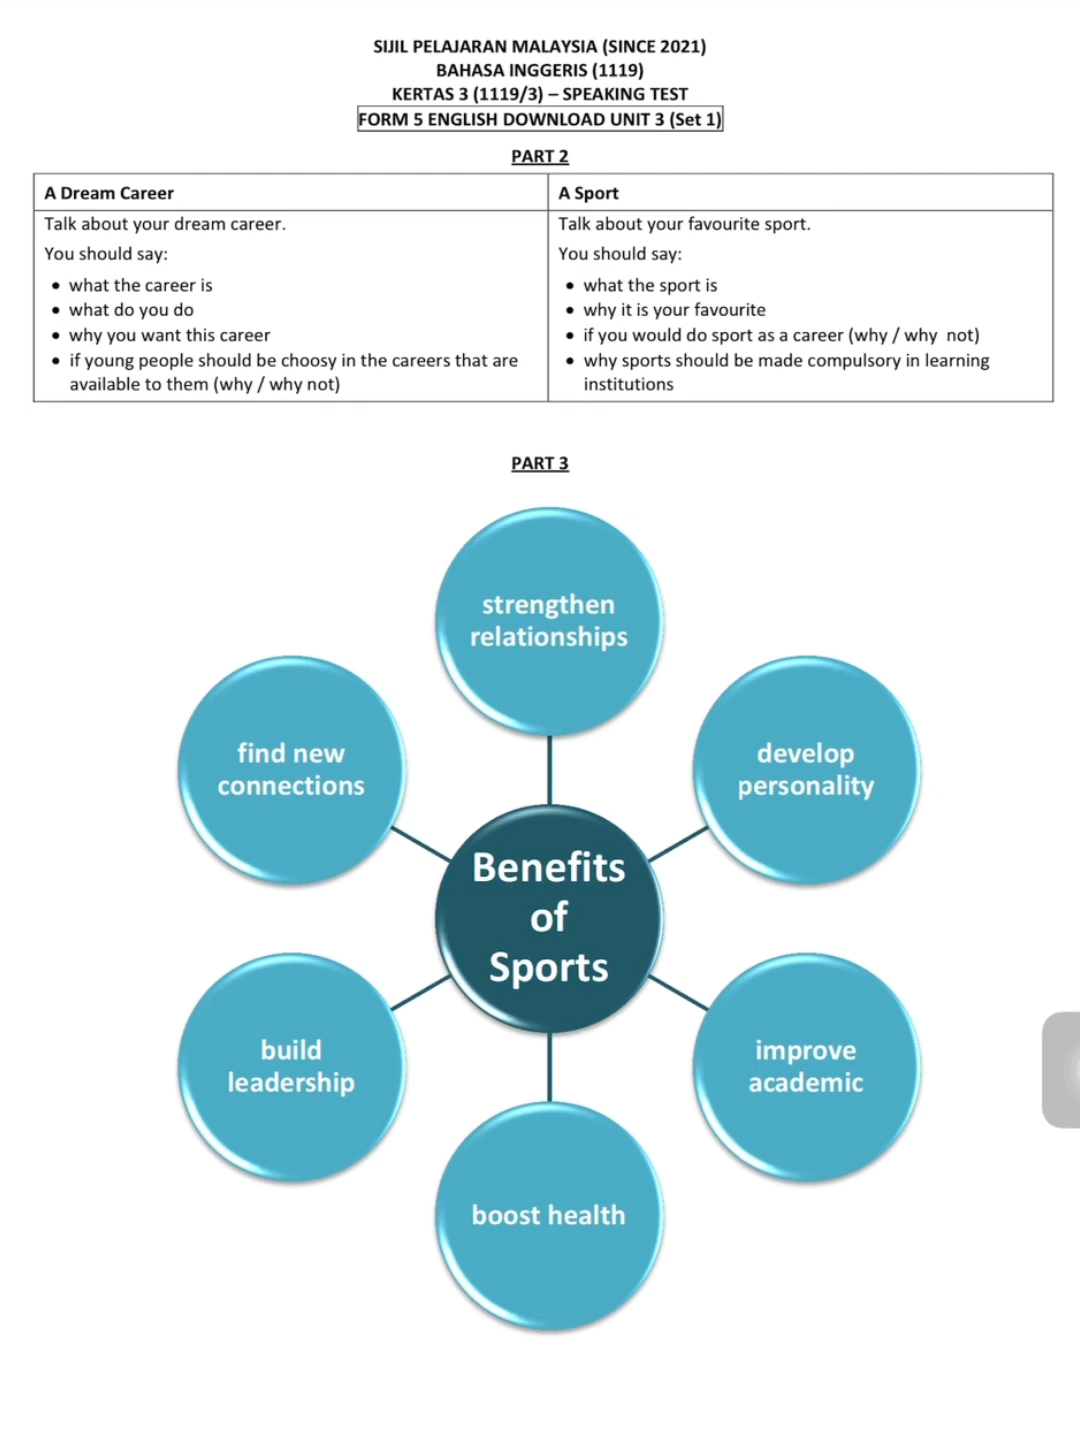 SIJIL PELAJARAN MALAYSIA (SINCE 2021)
BAHASA INGGERIS (1119)
KERTAS 3 (1119/3) – SPEAKING TEST
FORM 5 ENGLISH DOWNLOAD UNIT 3 (Set 1)
PART 2
A Dream Career
Talk about your dream career.
You should say:
• what the career is
• what do you do
• why you want this career
• if young people should be choosy in the careers that are
available to them (why / why not)
A Sport
Talk about your favourite sport.
You should say:
• what the sport is
• why it is your favourite
• if you would do sport as a career (why / why  not)
• why sports should be made compulsory in learning
institutions
PART 3
strengthen
relationships
find new
connections
develop
personality
Benefits
of
Sports
build
leadership
improve
academic
boost health